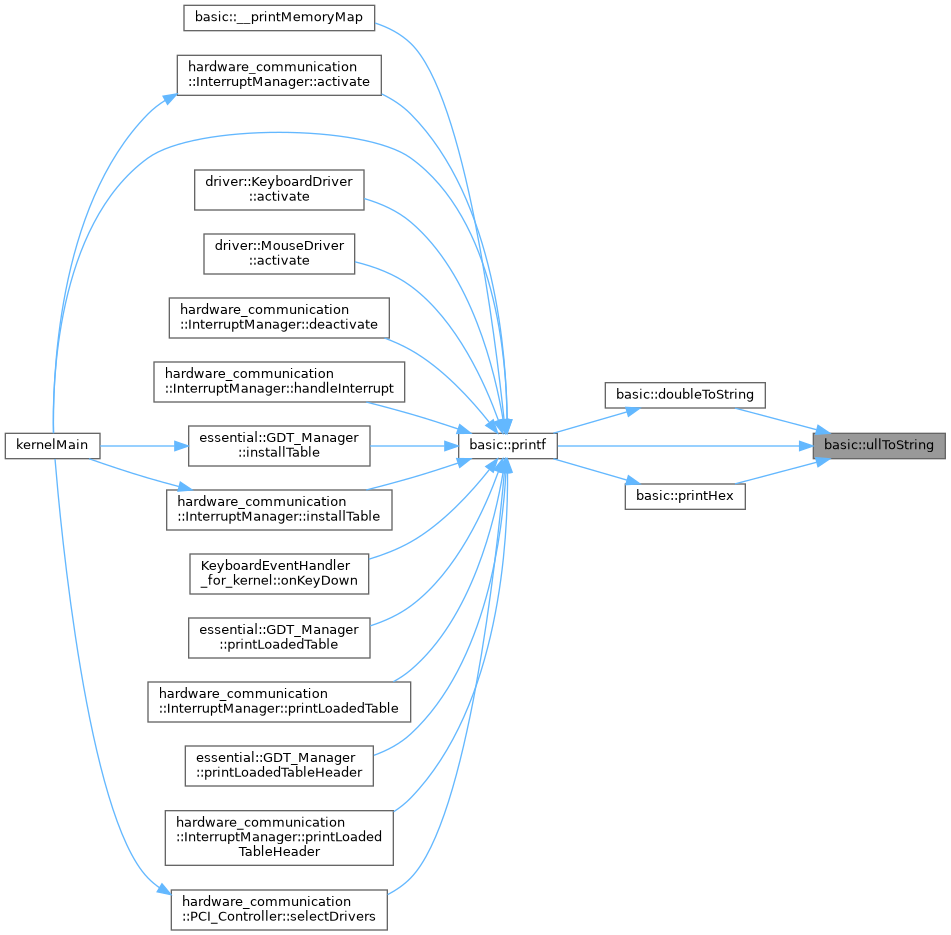 basic::__printMemoryMap
hardware_communication
::InterruptManager::activate
driver::KeyboardDriver
::activate
driver::MouseDriver
::activate
hardware_communication
::InterruptManager::deactivate
hardware_communication
::InterruptManager::handleInterrupt
kernelMain
essential::GDT_Manager
::installTable
basic::printf
basic::doubleToString
basic::ullToString
basic::printHex
hardware_communication
::InterruptManager::installTable
KeyboardEventHandler
_for_kernel::onKeyDown
essential::GDT_Manager
::printLoadedTable
hardware_communication
::InterruptManager::printLoadedTable
essential::GDT_Manager
::printLoadedTableHeader
hardware_communication
::InterruptManager::printLoaded
TableHeader
hardware_communication
::PCI_Controller::selectDrivers